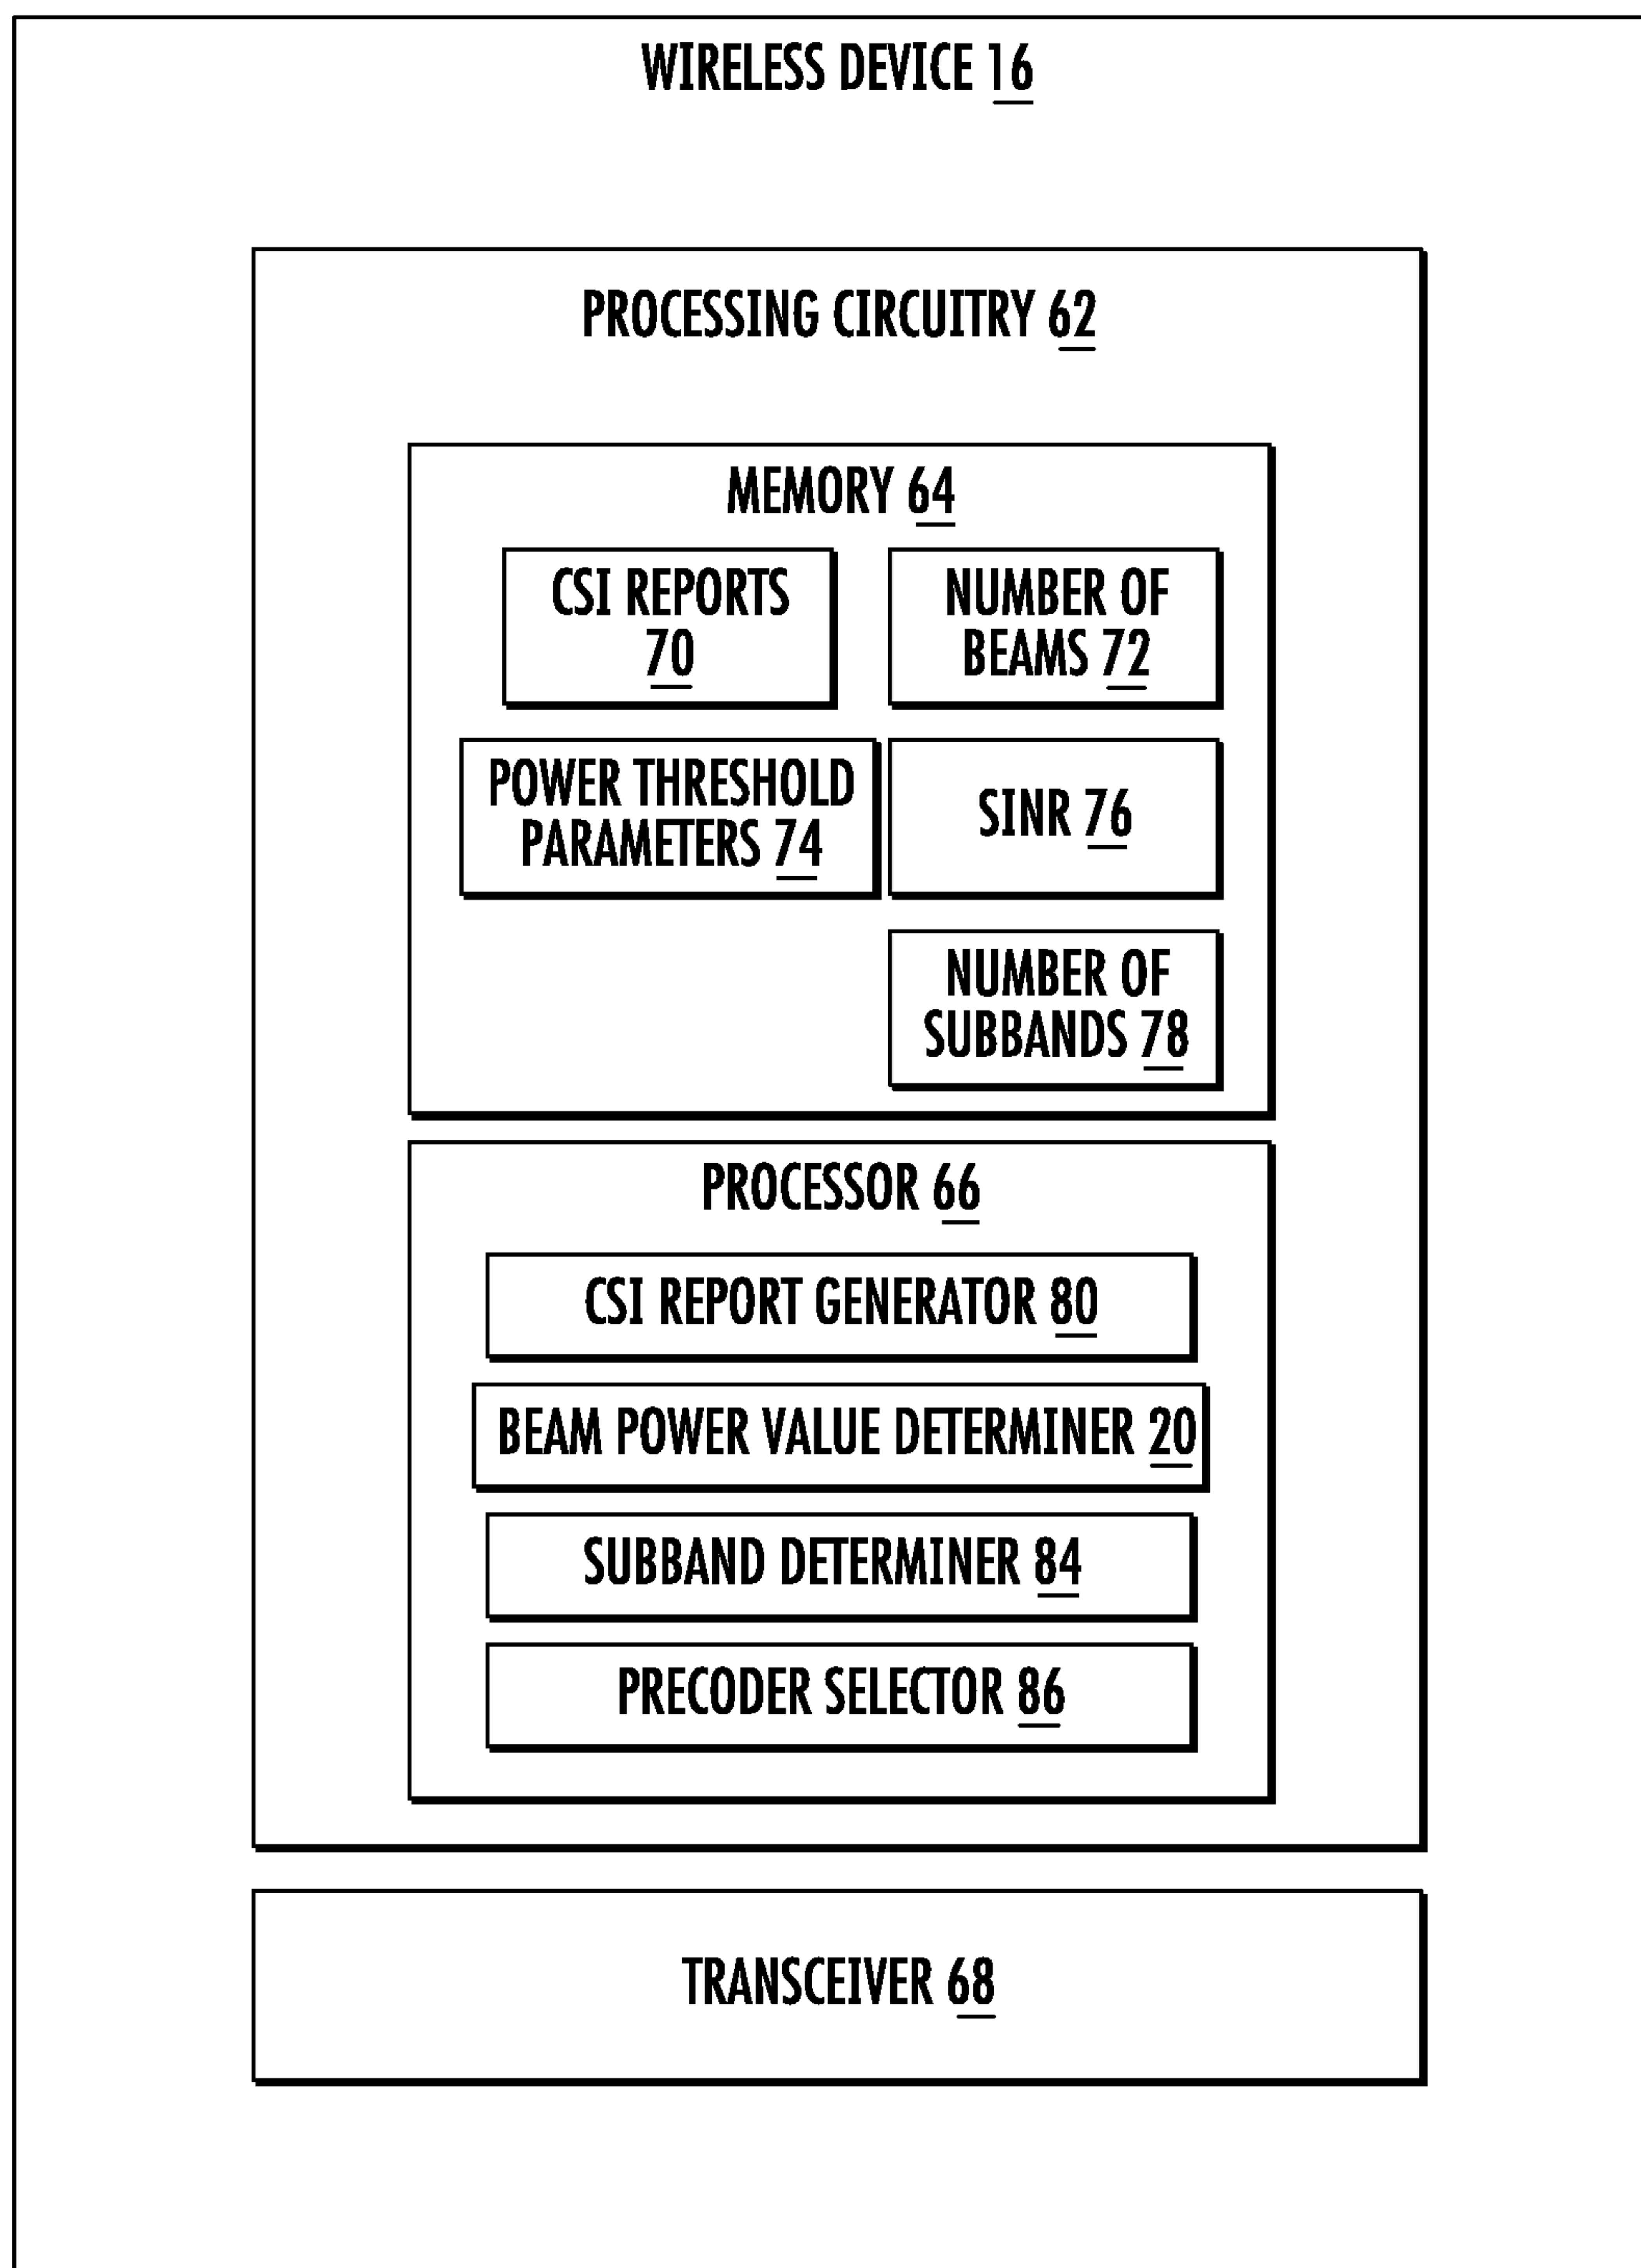 WIRELESS DEVICE 16
PROCESSING CIRCUITRY 62
MEMORY 64
CSI REPORTS
70
NUMBER OF
BEAMS 72
POWER THRESHOLD
PARAMETERS 74
SINR 76
NUMBER OF
SUBBANDS 78
PROCESSOR 66
CSI REPORT GENERATOR 80
BEAM POWER VALUE DETERMINER 20
SUBBAND DETERMINER 84
PRECODER SELECTOR 86
TRANSCEIVER 68